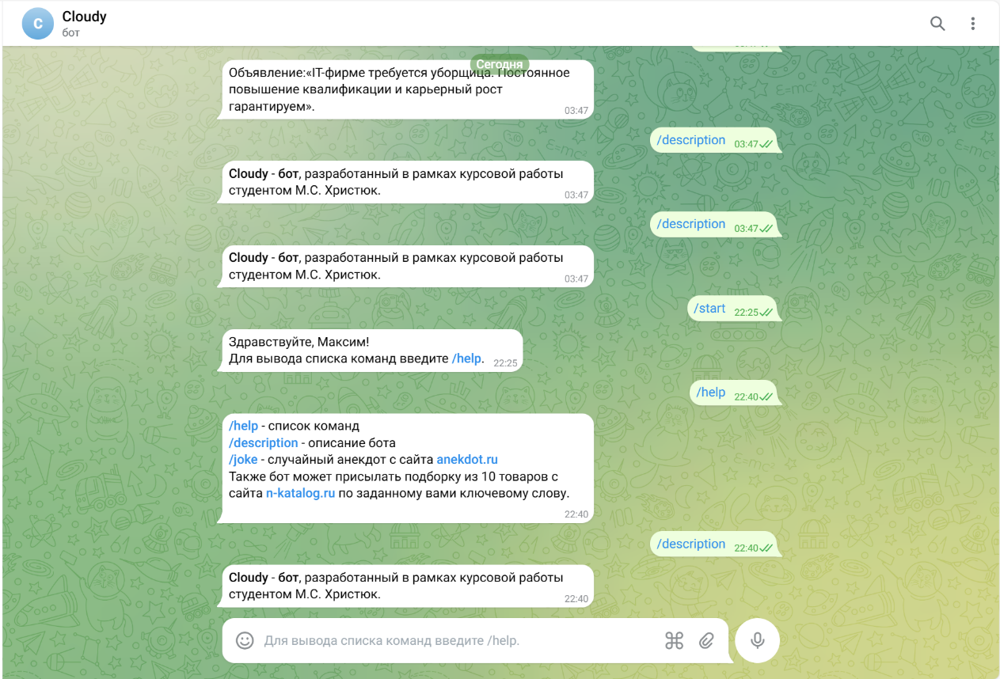 Cloudy
бот
C
Сегодня
Объявление:«IT-фирме требуется уборщица. Постоянное
повышение квалификации и карьерный рост
гарантируем».
03:47
/description 03:47
Cloudy - бот, разработанный в рамках курсовой работы
студентом М.С. Христюк.
03:47
/description 03:47
Cloudy - бот, разработанный в рамках курсовой работы
студентом М.С. Христюк.
03:47
/start 22:25
Здравствуйте, Максим!
Для вывода списка команд введите /help. 22:25
/help 22:40
/help - список команд
/description - описание бота
/joke - случайный анекдот с сайта anekdot.ru
Также бот может присылать подборку из 10 товаров с
сайта n-katalog.ru по заданному вами ключевому слову.
22:40
/description 22:40
Cloudy - бот, разработанный в рамках курсовой работы
студентом М.С. Христюк.
22:40
Для вывода списка команд введите /help.